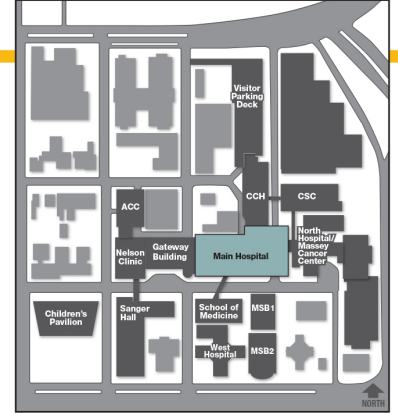 Visitor
Parking
Deck
CCH
CSC
ACC
North
Hospital/
Massey
Cancer
Center
Nelson
Clinic
Gateway
Building
Main Hospital
Children's
Pavilion
Sanger
Hall
School of
Medicine
MSB1
West
Hospital
MSB2
NORTH